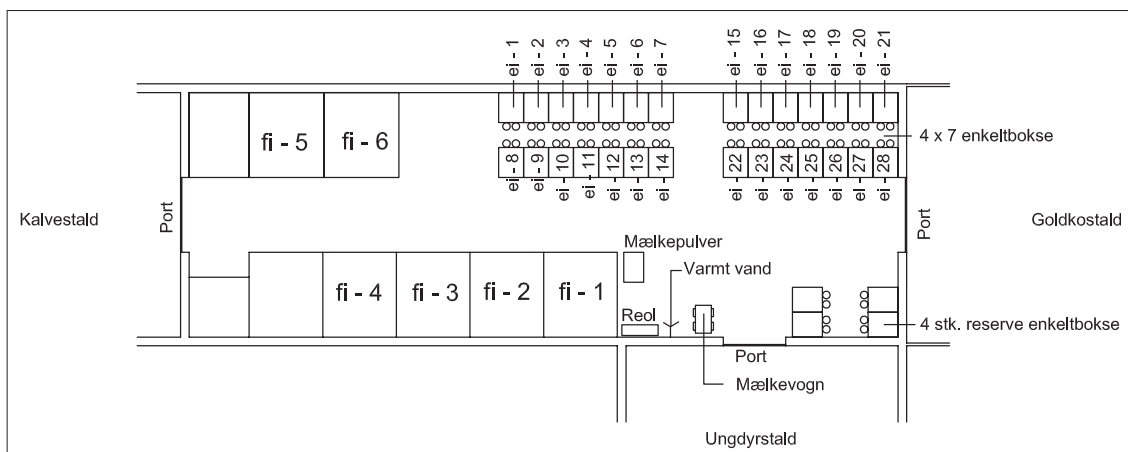 ei - 1
ei - 2
ei - 3
ei - 4
ei - 5
ei - 6
ei - 7
ei - 15
ei - 16
ei - 17
ei - 18
ei - 19
ei - 20
ei - 21
fi - 5
fi - 6
4 x 7 enkeltbokse
ei - 8
ei - 9
ei - 10
ei - 11
ei - 12
ei - 13
ei - 14
ei - 22
ei - 23
ei - 24
ei - 25
ei - 26
ei - 27
ei - 28
Kalvestald
Port
Port
Goldkostald
Mælkepulver
Varmt vand
fi - 4
fi - 3
fi - 2
fi - 1
Reol
4 stk. reserve enkeltbokse
Port
Mælkevogn
Ungdyrstald